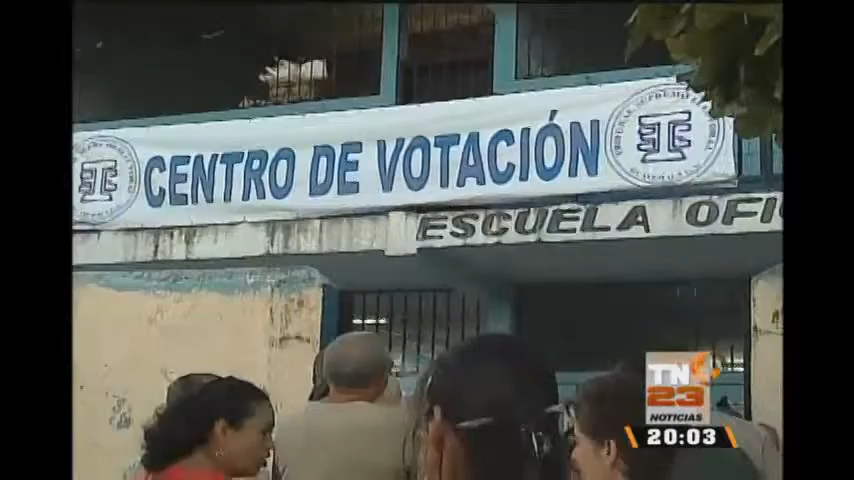 CENTRO DE VOTACIÓN
ESCUELA OFI
TN
23
NOTICIAS
20:03